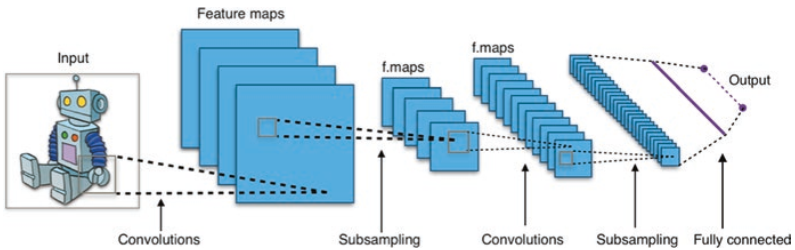 Feature maps
Input
f.maps
f.maps
Output
Convolutions
Subsampling
Convolutions
Subsampling
Fully connected